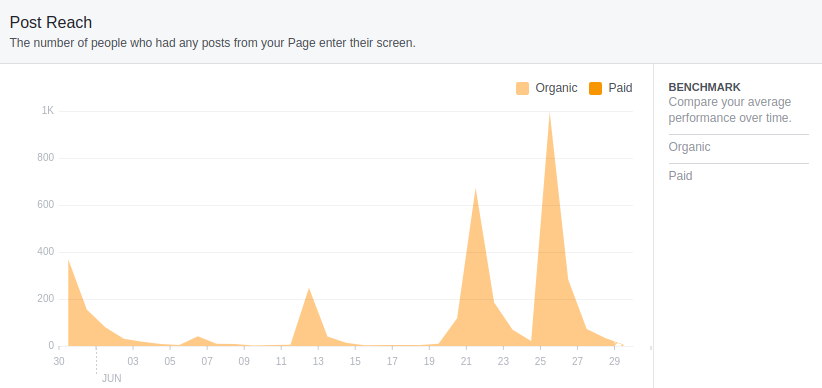 Post Reach
The number of people who had any posts from your Page enter their screen.
Organic Paid
BENCHMARK
Compare your average
performance over time.
Organic
Paid
1K
800
600
400
200
0
30 03 05 07 09 11 13 15 17 19 21 23 25 27 29
JUN